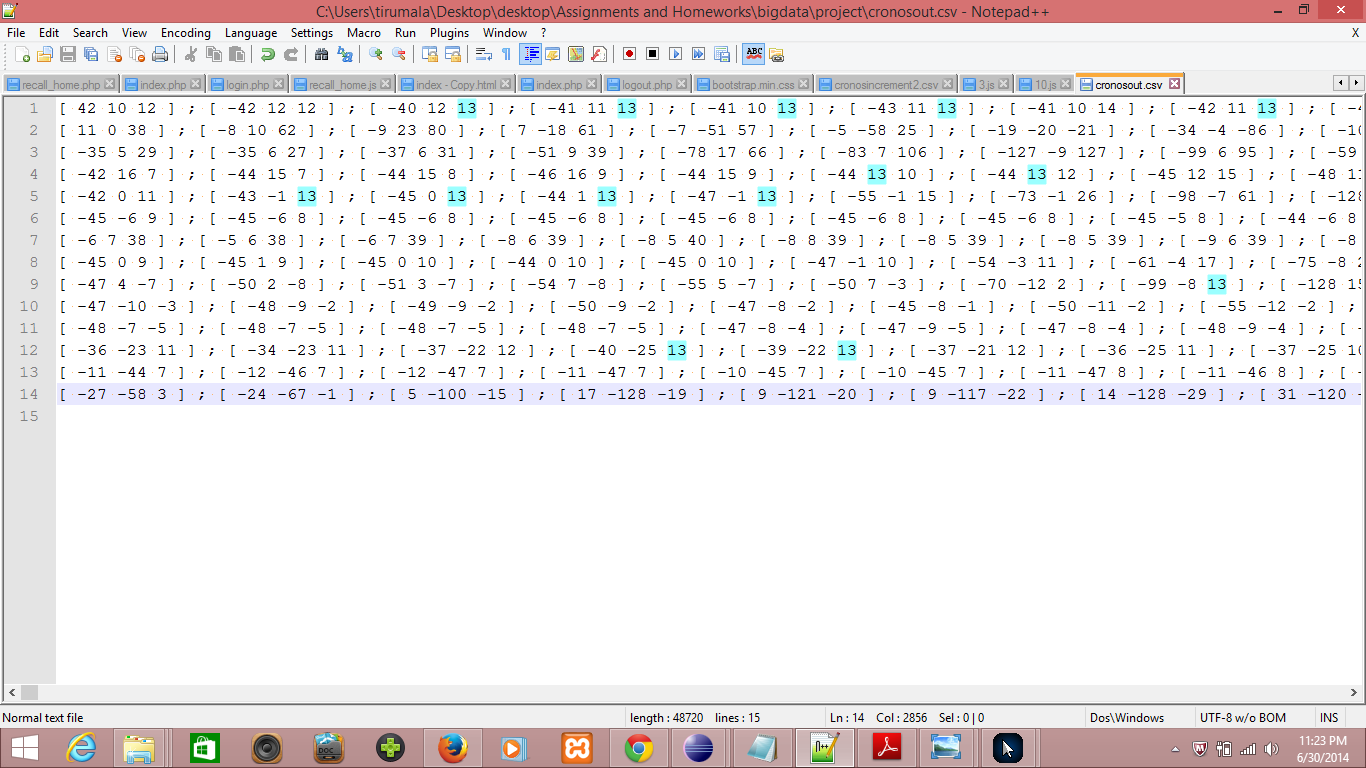 C:\Users\tirumala\Desktop\desktop\Assignments and Homeworks\bigdata\project\cronosout.csv - Notepad++
File Edit Search View Encoding Language Settings Macro Run Plugins Window ? X
recall_home.php index.php login.php recall_home.js index - Copy.html index.php logout.php bootstrap.min.css cronosincrement2.csv 3.js 10.js cronosout.csv
1 [ 42 10 12 ] ; [ -42 12 12 ] ; [ -40 12 13 ] ; [ -41 11 13 ] ; [ -41 10 13 ] ; [ -43 11 13 ] ; [ -41 10 14 ] ; [ -42 11 13 ] ; [
2 [ 11 0 38 ] ; [ -8 10 62 ] ; [ -9 23 80 ] ; [ 7 -18 61 ] ; [ -7 -51 57 ] ; [ -5 -58 25 ] ; [ -19 -20 -21 ] ; [ -34 -4 -86 ] ; [
3 [ -35 5 29 ] ; [ -35 6 27 ] ; [ -37 6 31 ] ; [ -51 9 39 ] ; [ -78 17 66 ] ; [ -83 7 106 ] ; [ -127 -9 127 ] ; [ -99 6 95 ] ; [ -59
4 [ -42 16 7 ] ; [ -44 15 7 ] ; [ -44 15 8 ] ; [ -46 16 9 ] ; [ -44 15 9 ] ; [ -44 13 10 ] ; [ -44 13 12 ] ; [ -45 12 15 ] ; [ -48
5 [ -42 0 11 ] ; [ -43 -1 13 ] ; [ -45 0 13 ] ; [ -44 1 13 ] ; [ -47 -1 13 ] ; [ -55 -1 15 ] ; [ -73 -1 26 ] ; [ -98 -7 61 ] ; [
6 [ -45 -6 9 ] ; [ -45 -6 8 ] ; [ -45 -6 8 ] ; [ -45 -6 8 ] ; [ -45 -6 8 ] ; [ -45 -6 8 ] ; [ -45 -6 8 ] ; [ -45 -5 8 ] ; [ -44 -6 8
7 [ -6 7 38 ] ; [ -5 6 38 ] ; [ -6 7 39 ] ; [ -8 6 39 ] ; [ -8 5 40 ] ; [ -8 8 39 ] ; [ -8 5 39 ] ; [ -8 5 39 ] ; [ -9 6 39 ] ; [ -8
8 [ -45 0 9 ] ; [ -45 1 9 ] ; [ -45 0 10 ] ; [ -44 0 10 ] ; [ -45 0 10 ] ; [ -47 -1 10 ] ; [ -54 -3 11 ] ; [ -61 -4 17 ] ; [ -75 -8
9 [ -47 4 -7 ] ; [ -50 2 -8 ] ; [ -51 3 -7 ] ; [ -54 7 -8 ] ; [ -55 5 -7 ] ; [ -50 7 -3 ] ; [ -70 -12 2 ] ; [ -99 -8 13 ] ; [ -128
10 [ -47 -10 -3 ] ; [ -48 -9 -2 ] ; [ -49 -9 -2 ] ; [ -50 -9 -2 ] ; [ -47 -8 -2 ] ; [ -45 -8 -1 ] ; [ -50 -11 -2 ] ; [ -55 -12 -2 ] ; [
11 [ -48 -7 -5 ] ; [ -48 -7 -5 ] ; [ -48 -7 -5 ] ; [ -48 -7 -5 ] ; [ -47 -8 -4 ] ; [ -47 -9 -5 ] ; [ -47 -8 -4 ] ; [ -48 -9 -4 ] ; [
12 [ -36 -23 11 ] ; [ -34 -23 11 ] ; [ -37 -22 12 ] ; [ -40 -25 13 ] ; [ -39 -22 13 ] ; [ -37 -21 12 ] ; [ -36 -25 11 ] ; [ -37 -25
13 [ -11 -44 7 ] ; [ -12 -46 7 ] ; [ -12 -47 7 ] ; [ -11 -47 7 ] ; [ -10 -45 7 ] ; [ -10 -45 7 ] ; [ -11 -47 8 ] ; [ -11 -46 8 ] ; [
14 [ -27 -58 3 ] ; [ -24 -67 -1 ] ; [ 5 -100 -15 ] ; [ 17 -128 -19 ] ; [ 9 -121 -20 ] ; [ 9 -117 -22 ] ; [ 14 -128 -29 ] ; [ 31 -120
15
Normal text file length : 48720 lines : 15 Ln : 14 Col : 2856 Sel : 0 | 0 Dos\Windows UTF-8 w/o BOM INS
11:23 PM
6/30/2014